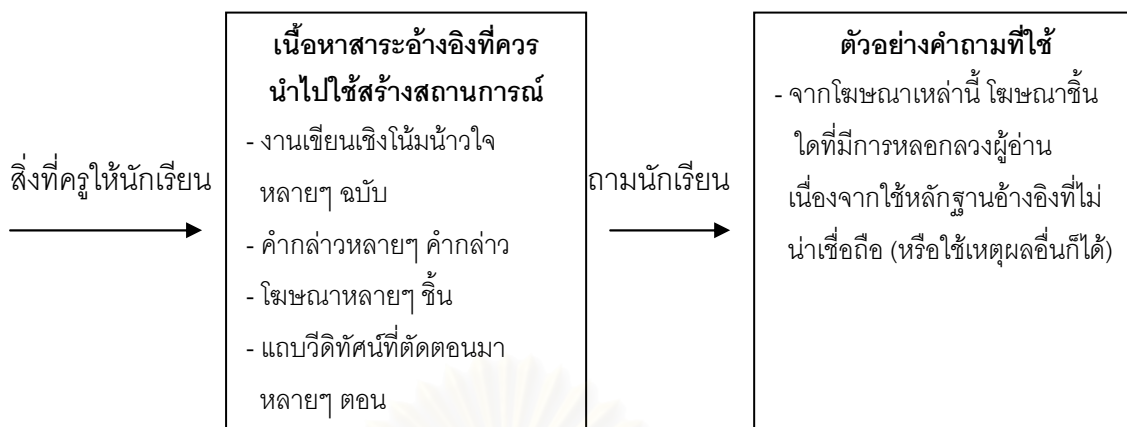 สิ่งที่ครูให้นักเรียน
เนื้อหาสาระอ้างอิงที่ควร
นำไปใช้สร้างสถานการณ์
- งานเขียนเชิงโน้มน้าวใจ
หลายๆ ฉบับ
- คำกล่าวหลายๆ คำกล่าว
- โฆษณาหลายๆ ชิ้น
- แถบวีดิทัศน์ที่ตัดตอนมา
หลายๆ ตอน
ถามนักเรียน
ตัวอย่างคำถามที่ใช้
- จากโฆษณาเหล่านี้ โฆษณาชิ้น
ใดที่มีการหลอกลวงผู้อ่าน
เนื่องจากใช้หลักฐานอ้างอิงที่ไม่
น่าเชื่อถือ (หรือใช้เหตุผลอื่นก็ได้)